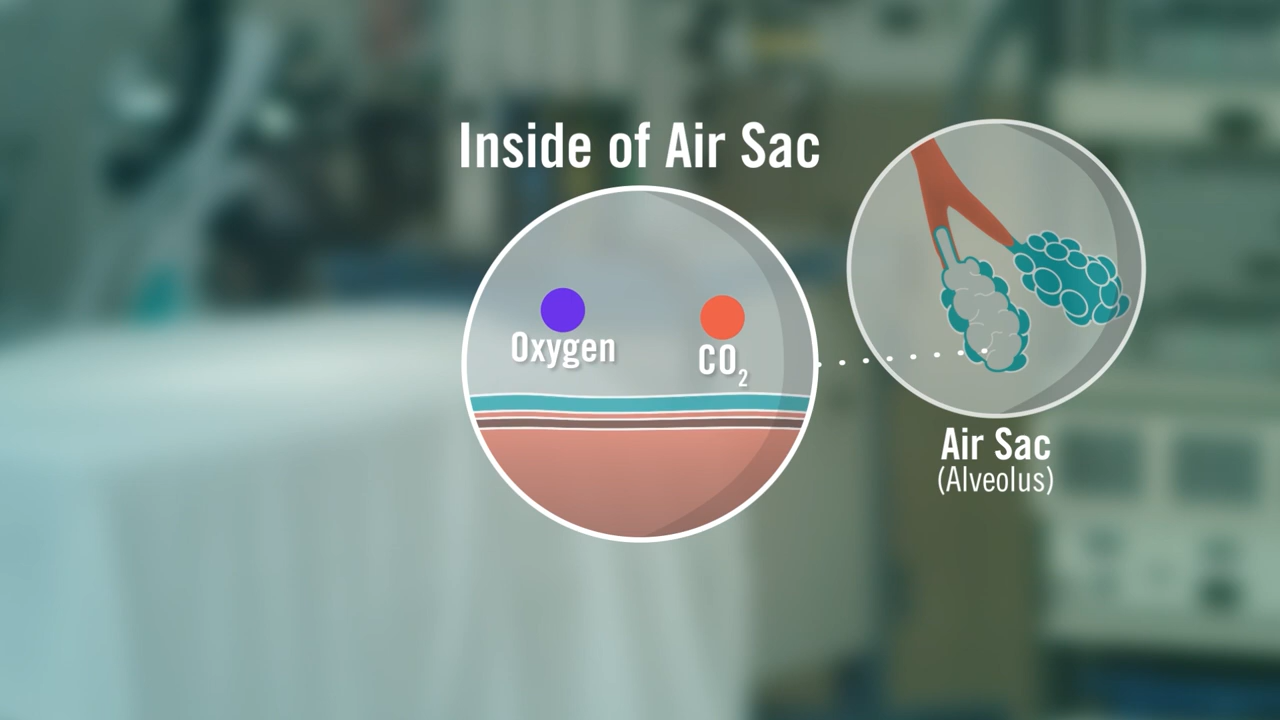 Inside of Air Sac
Oxygen
CO₂
Air Sac
(Alveolus)